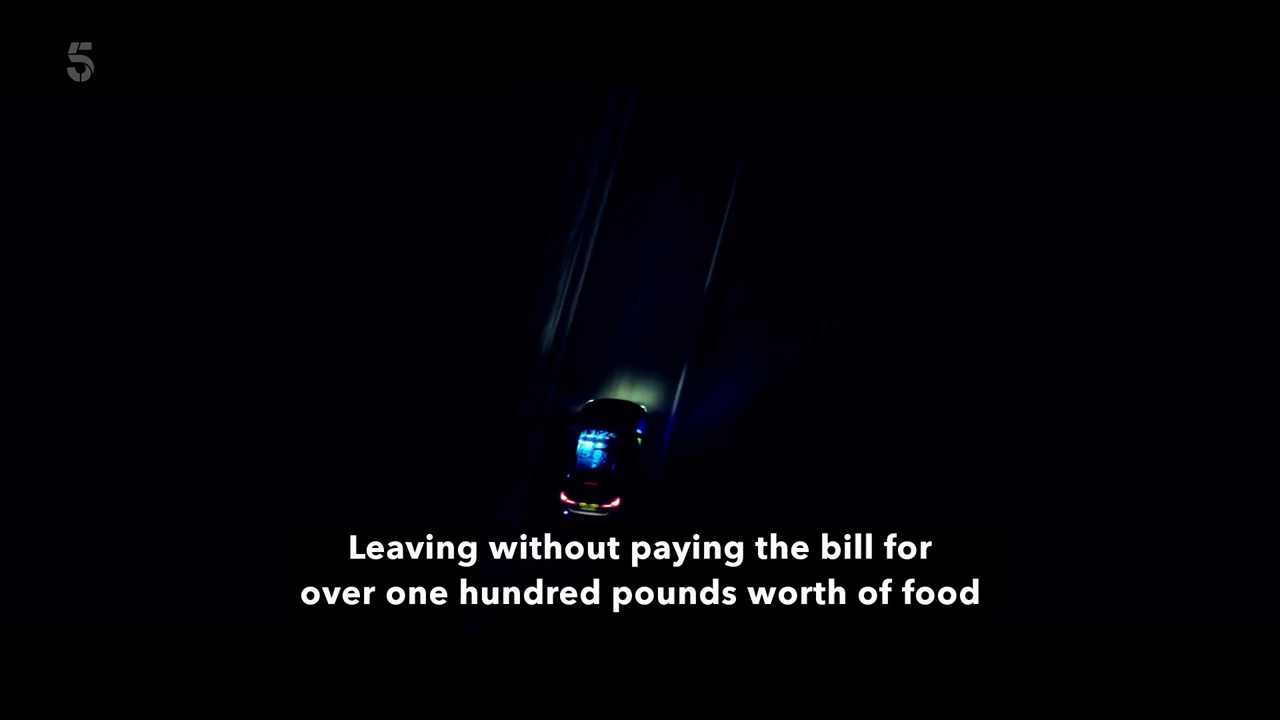 5
Leaving without paying the bill for
over one hundred pounds worth of food